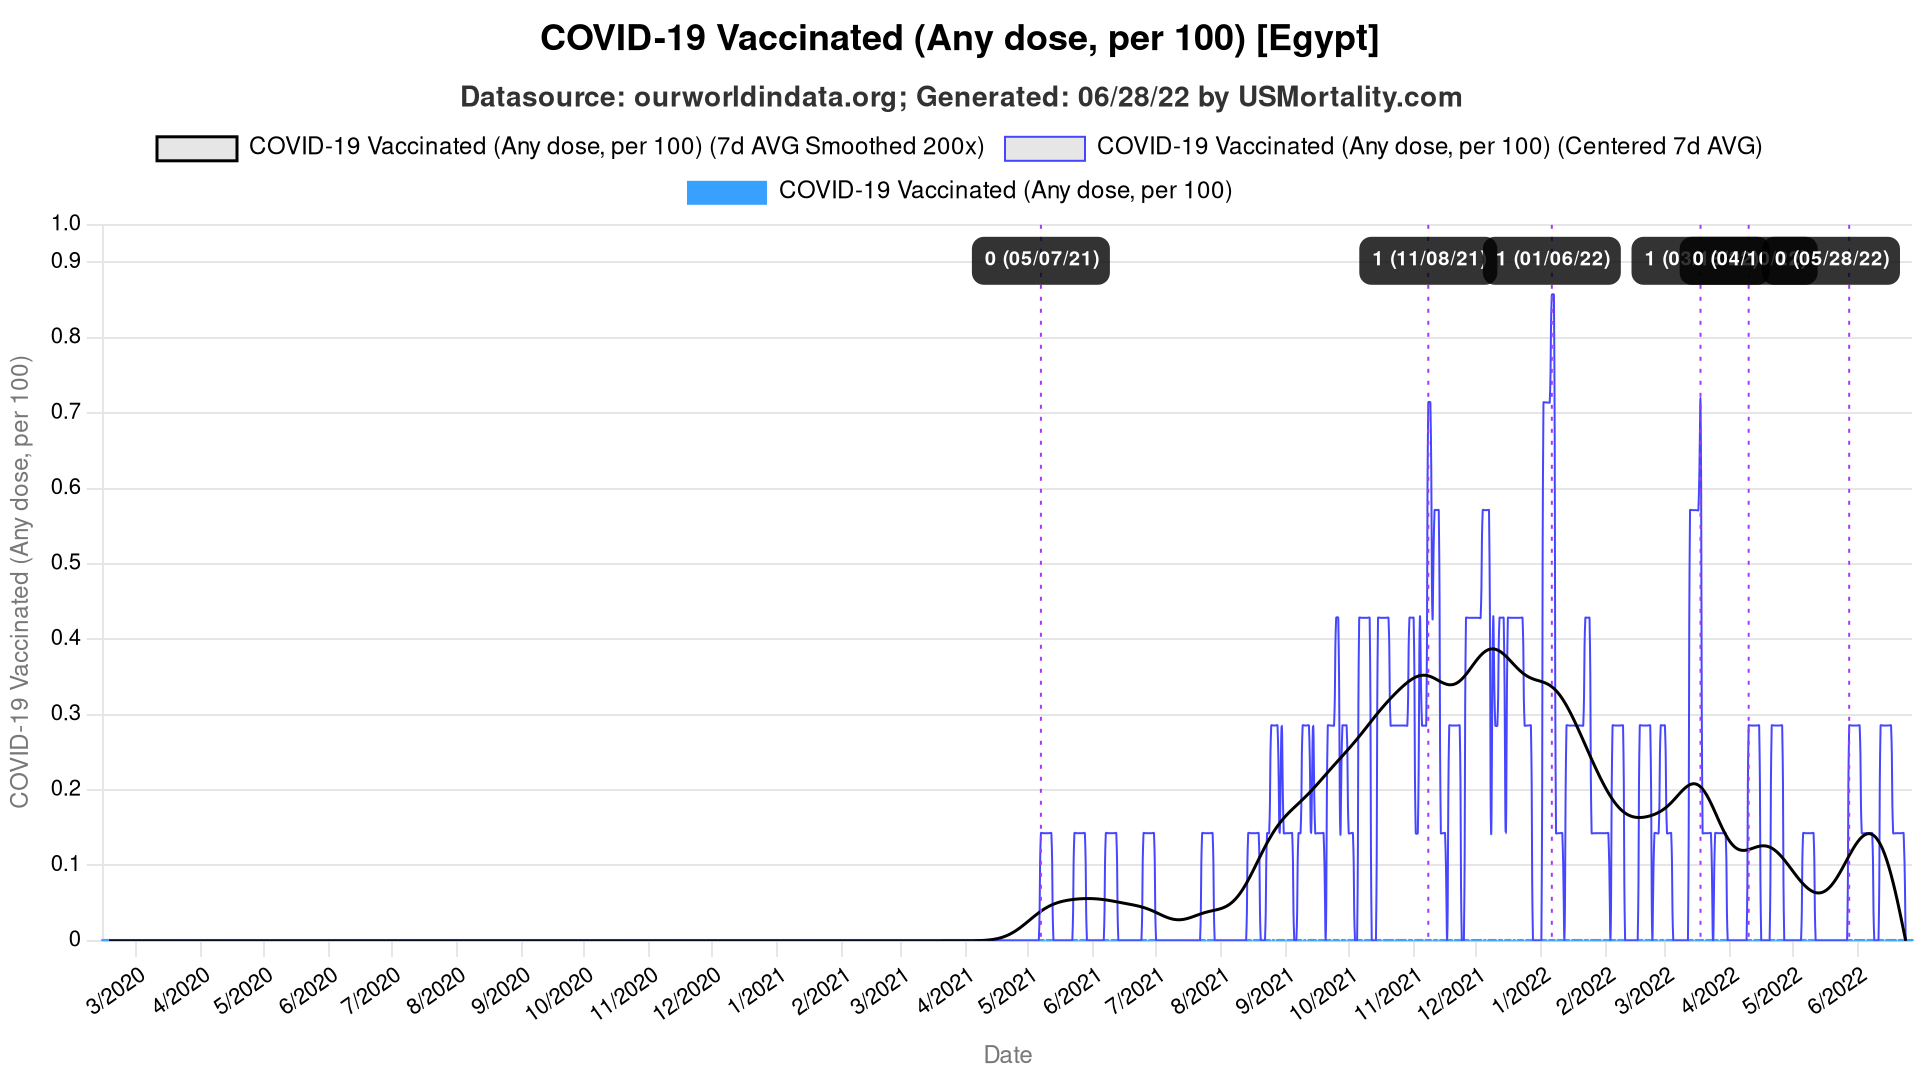 COVID-19 Vaccinated (Any dose, per 100) [Egypt]
Datasource: ourworldindata.org; Generated: 06/28/22 by USMortality.com
COVID-19 Vaccinated (Any dose, per 100) (7d AVG Smoothed 200x) COVID-19 Vaccinated (Any dose, per 100) (Centered 7d AVG)
COVID-19 Vaccinated (Any dose, per 100)
0 (05/07/21) 1 (11/08/21) 1 (01/06/22) 1 (03 0 (04/10 0 (05/28/22)
COVID-19 Vaccinated (Any dose, per 100)
1.0
0.9
0.8
0.7
0.6
0.5
0.4
0.3
0.2
0.1
0
3/2020 4/2020 5/2020 6/2020 7/2020 8/2020 9/2020 10/2020 11/2020 12/2020 1/2021 2/2021 3/2021 4/2021 5/2021 6/2021 7/2021 8/2021 9/2021 10/2021 11/2021 12/2021 1/2022 2/2022 3/2022 4/2022 5/2022 6/2022
Date